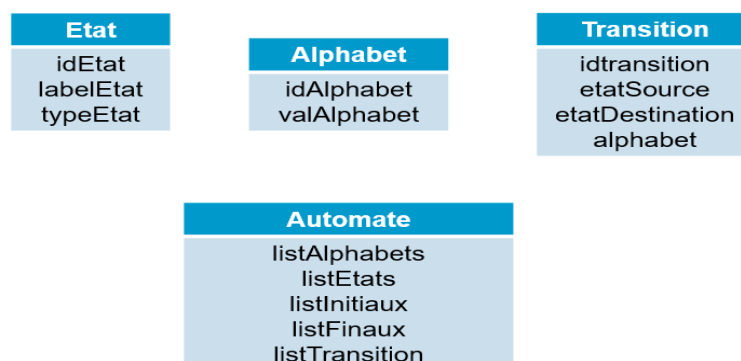 Etat
idEtat
labelEtat
typeEtat
Alphabet
idAlphabet
valAlphabet
Transition
idtransition
etatSource
etatDestination
alphabet
Automate
listAlphabets
listEtats
listInitiaux
listFinaux
listTransition